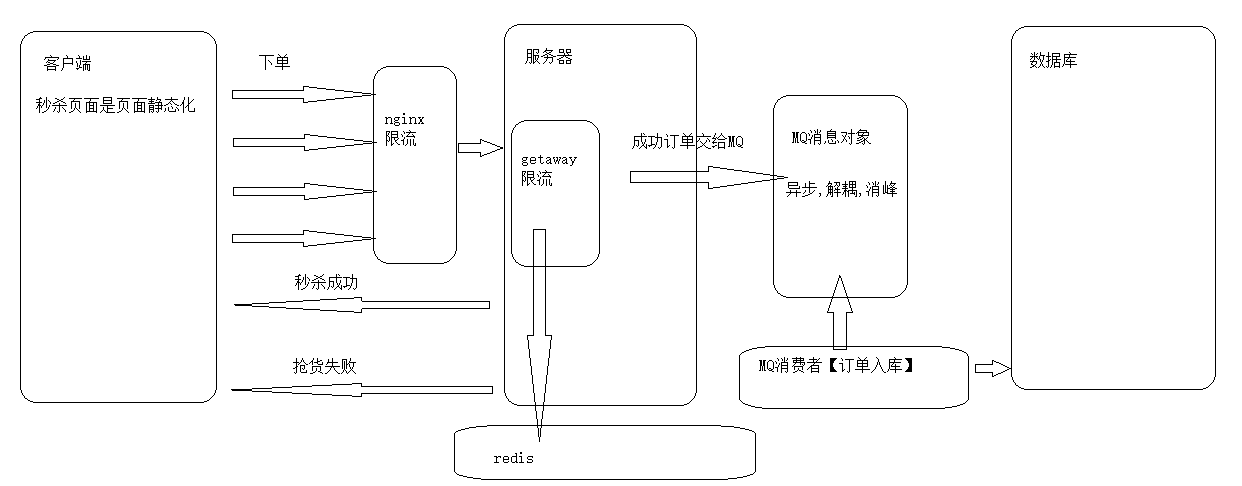 客户端
秒杀页面是页面静态化
下单
nginx
限流
服务器
getaway
限流
成功订单交给MQ
MQ消息对象
异步,解耦,消峰
数据库
秒杀成功
抢货失败
MQ消费者【订单入库】
redis